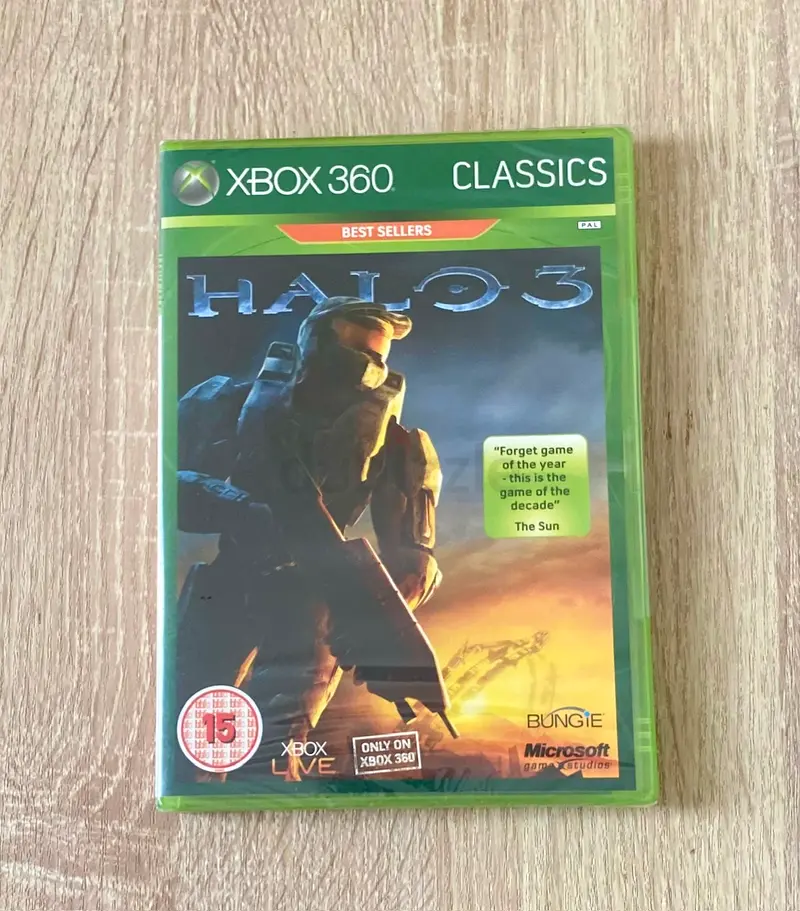 XBOX 360
CLASSICS
BEST SELLERS
PAL
HALO 3
"Forget game
of the year
- this is the
game of the
decade"
The Sun
15
XBOX
LIVE
ONLY ON
XBOX 360
BUNGiE
Microsoft
game studios